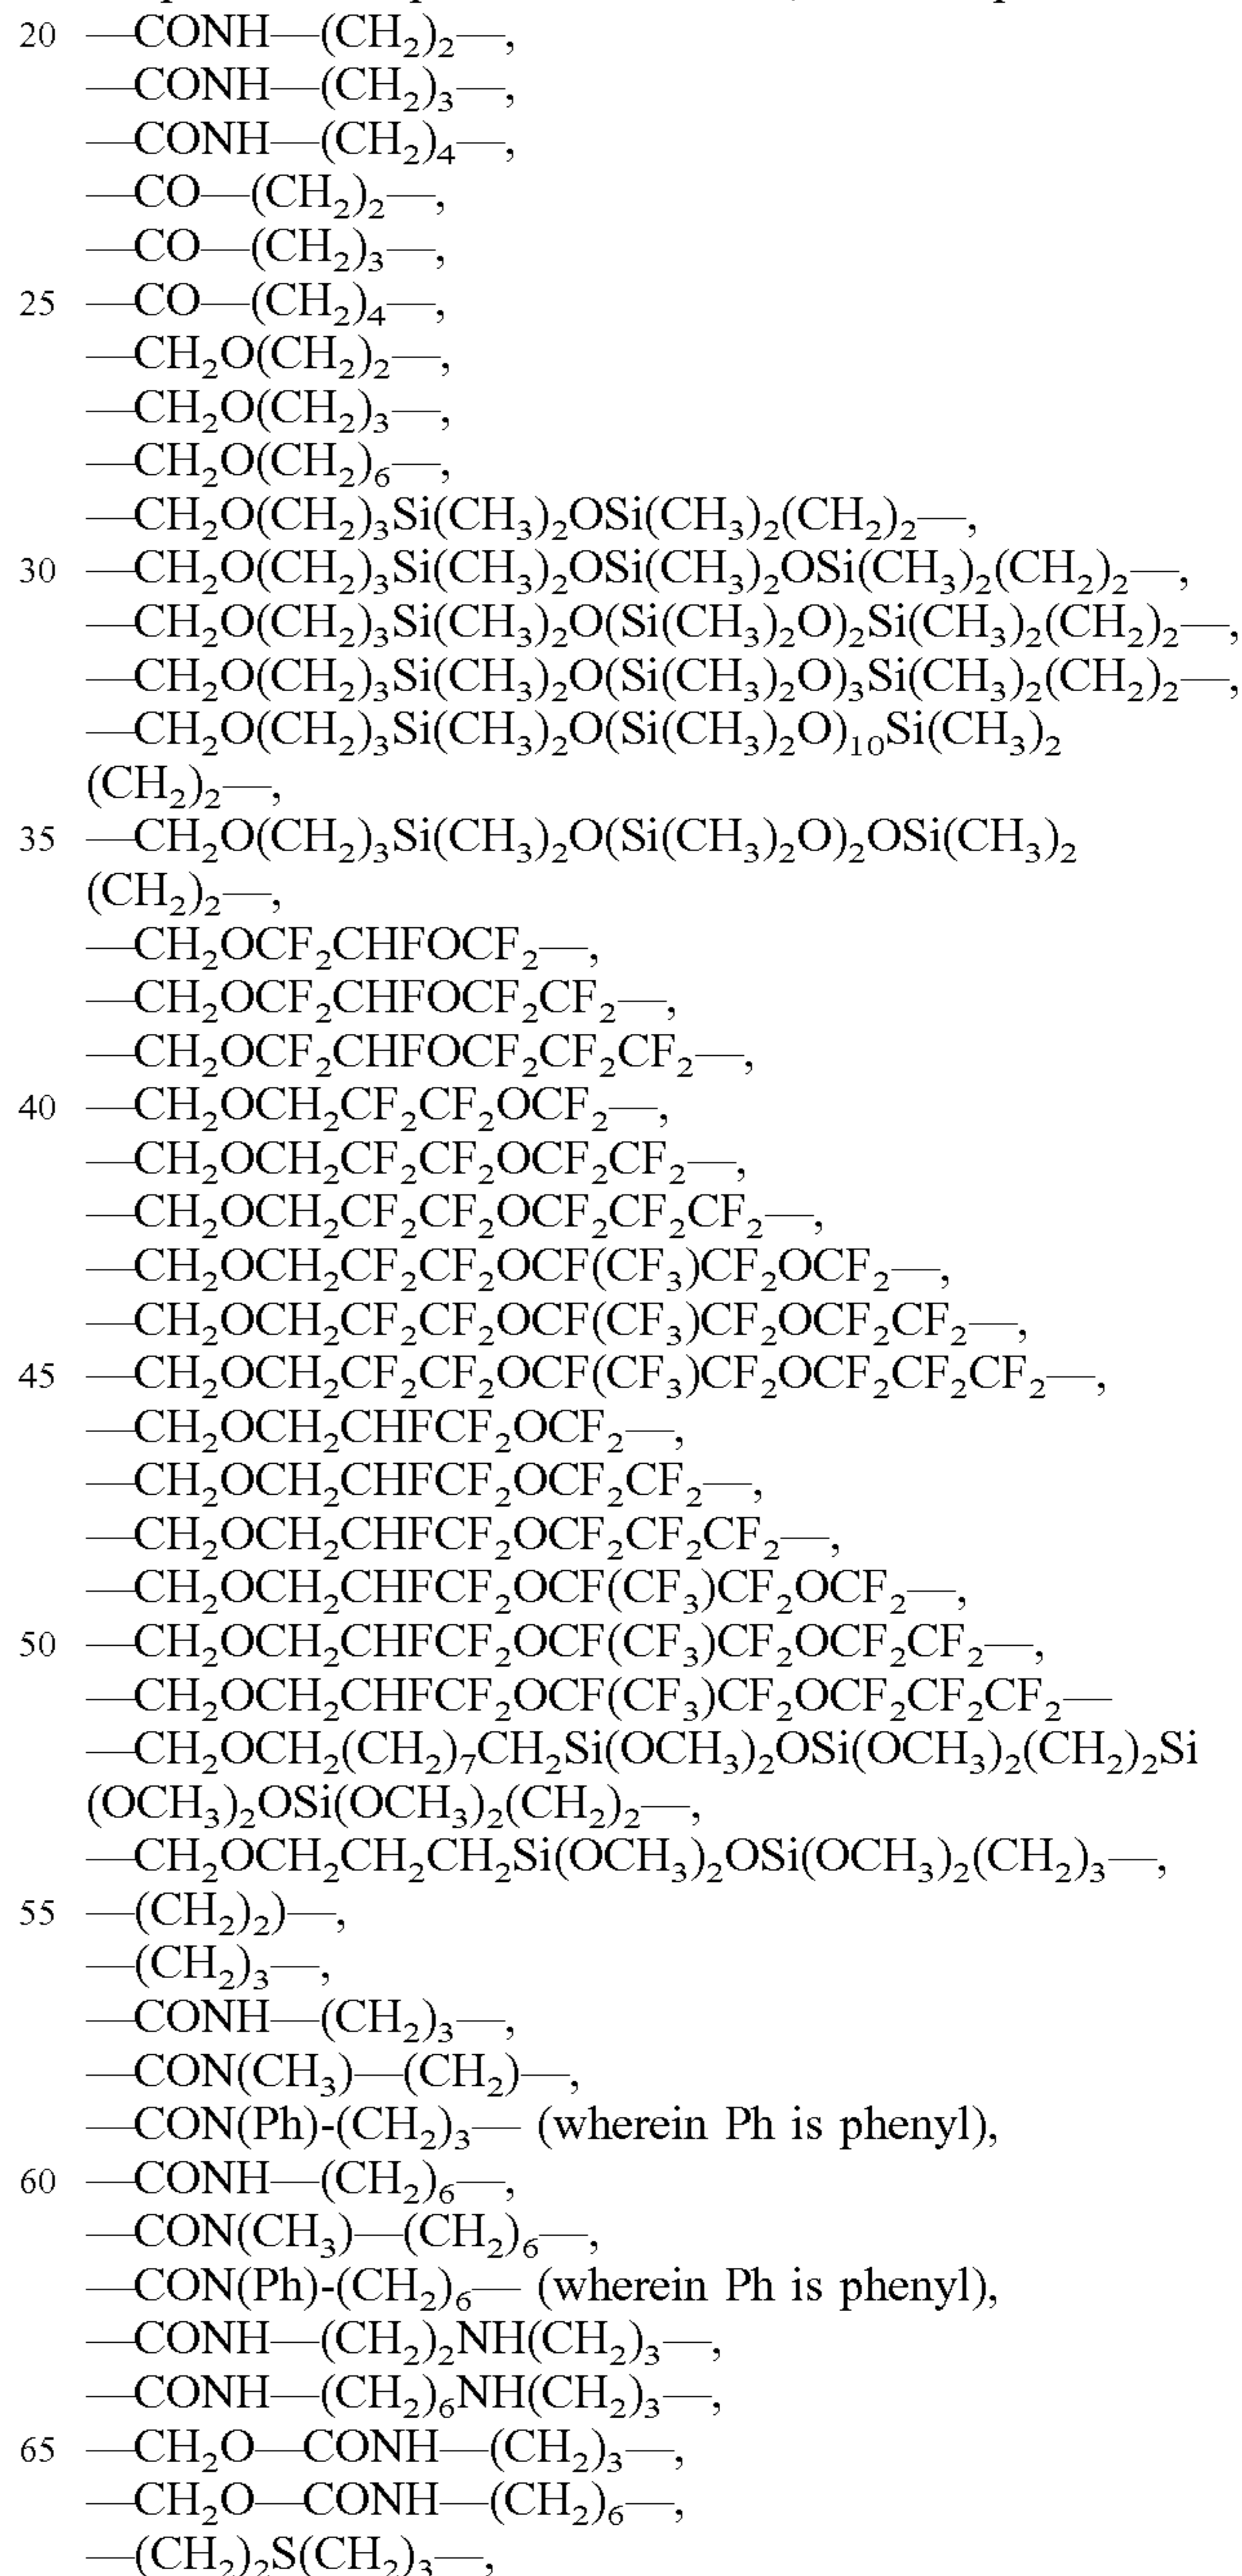 20 —CONH—(CH₂)₂—,
—CONH—(CH₂)₃—,
—CONH—(CH₂)₄—,
—CO—(CH₂)₂—,
—CO—(CH₂)₃—,
25 —CO—(CH₂)₄—,
—CH₂O(CH₂)₂—,
—CH₂O(CH₂)₃—,
—CH₂O(CH₂)₆—,
—CH₂O(CH₂)₃Si(CH₃)₂OSi(CH₃)₂(CH₂)₂—,
30 —CH₂O(CH₂)₃Si(CH₃)₂OSi(CH₃)₂OSi(CH₃)₂(CH₂)₂—,
—CH₂O(CH₂)₃Si(CH₃)₂O(Si(CH₃)₂O)₂Si(CH₃)₂(CH₂)₂—,
—CH₂O(CH₂)₃Si(CH₃)₂O(Si(CH₃)₂O)₃Si(CH₃)₂(CH₂)₂—,
—CH₂O(CH₂)₃Si(CH₃)₂O(Si(CH₃)₂O)₁₀Si(CH₃)₂
(CH₂)₂—,
35 —CH₂O(CH₂)₃Si(CH₃)₂O(Si(CH₃)₂O)₂OSi(CH₃)₂
(CH₂)₂—,
—CH₂OCF₂CHFOCF₂—,
—CH₂OCF₂CHFOCF₂CF₂—,
—CH₂OCF₂CHFOCF₂CF₂CF₂—,
40 —CH₂OCH₂CF₂CF₂OCF₂—,
—CH₂OCH₂CF₂CF₂OCF₂CF₂—,
—CH₂OCH₂CF₂CF₂OCF₂CF₂CF₂—,
—CH₂OCH₂CF₂CF₂OCF(CF₃)CF₂OCF₂—,
—CH₂OCH₂CF₂CF₂OCF(CF₃)CF₂OCF₂CF₂—,
45 —CH₂OCH₂CF₂CF₂OCF(CF₃)CF₂OCF₂CF₂CF₂—,
—CH₂OCH₂CHFCF₂OCF₂—,
—CH₂OCH₂CHFCF₂OCF₂CF₂—,
—CH₂OCH₂CHFCF₂OCF₂CF₂CF₂—,
—CH₂OCH₂CHFCF₂OCF(CF₃)CF₂OCF₂—,
50 —CH₂OCH₂CHFCF₂OCF(CF₃)CF₂OCF₂CF₂—,
—CH₂OCH₂CHFCF₂OCF(CF₃)CF₂OCF₂CF₂CF₂—
—CH₂OCH₂(CH₂)₇CH₂Si(OCH₃)₂OSi(OCH₃)₂(CH₂)₂Si
(OCH₃)₂OSi(OCH₃)₂(CH₂)₂—,
—CH₂OCH₂CH₂CH₂Si(OCH₃)₂OSi(OCH₃)₂(CH₂)₃—,
55 —(CH₂)₂)—,
—(CH₂)₃—,
—CONH—(CH₂)₃—,
—CON(CH₃)—(CH₂)—,
—CON(Ph)-(CH₂)₃— (wherein Ph is phenyl),
60 —CONH—(CH₂)₆—,
—CON(CH₃)—(CH₂)₆—,
—CON(Ph)-(CH₂)₆— (wherein Ph is phenyl),
—CONH—(CH₂)₂NH(CH₂)₃—,
—CONH—(CH₂)₆NH(CH₂)₃—,
65 —CH₂O—CONH—(CH₂)₃—,
—CH₂O—CONH—(CH₂)₆—,
—(CH₂)₂S(CH₂)₃—,